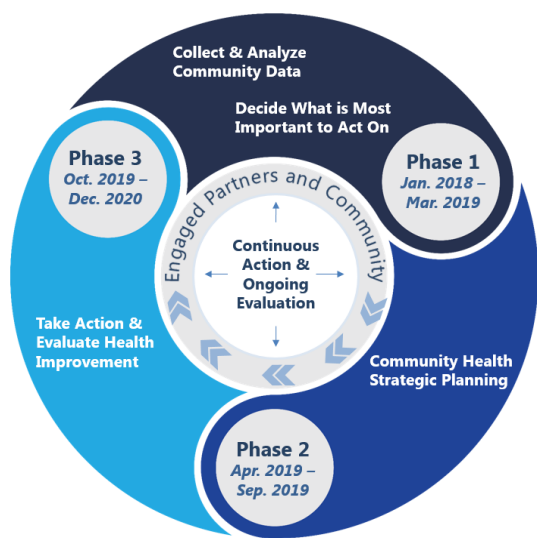 Collect & Analyze
Community Data
Decide What is Most
Important to Act On
Phase 1
Jan. 2018 –
Mar. 2019
Community Health
Strategic Planning
Phase 2
Apr. 2019 –
Sep. 2019
Take Action &
Evaluate Health
Improvement
Phase 3
Oct. 2019 –
Dec. 2020
Engaged Partners and Community
Continuous
Action &
Ongoing
Evaluation